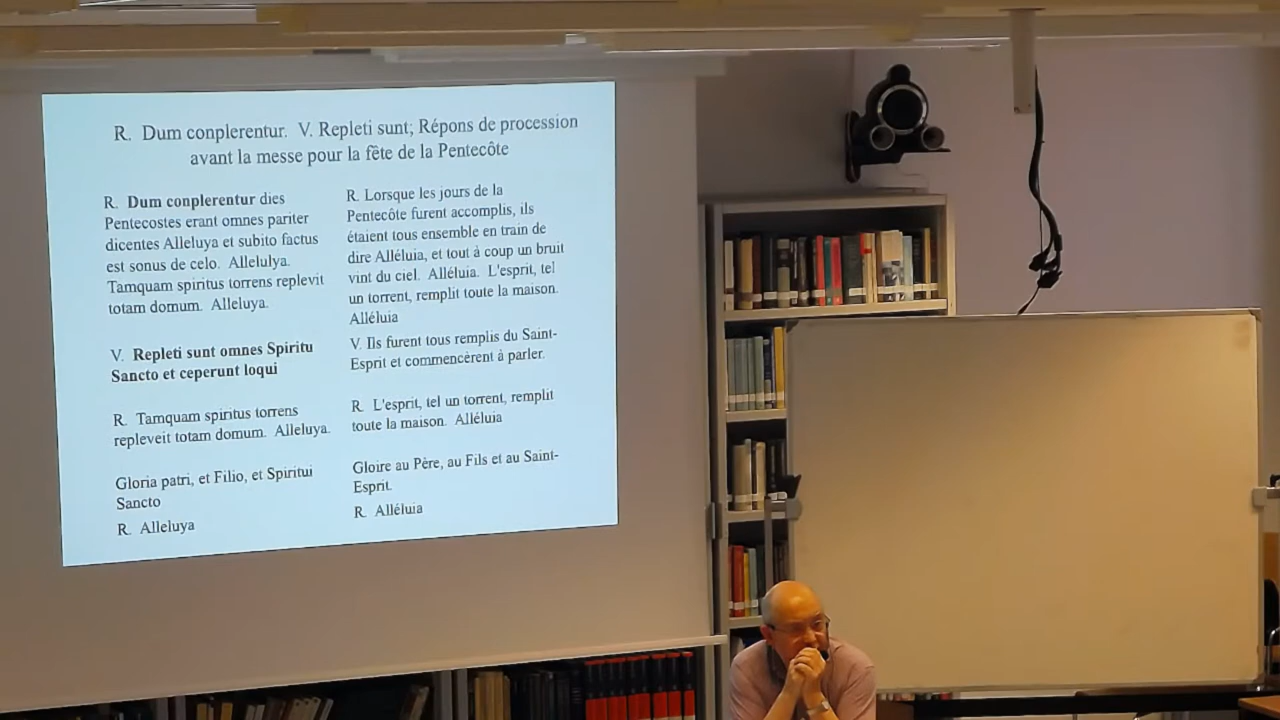 R. Dum conplerentur. V. Repleti sunt; Répons de procession
avant la messe pour la fête de la Pentecôte
R. Dum conplerentur dies
Pentecostes erant omnes pariter
dicentes Alleluya et subito factus
est sonus de celo. Allelulya.
Tamquam spiritus torrens replevit
totam domum. Alleluya.
V. Repleti sunt omnes Spiritu
Sancto et ceperunt loqui
R. Tamquam spiritus torrens
repleveit totam domum. Alleluya.
Gloria patri, et Filio, et Spiritui
Sancto
R. Alleluya
R. Lorsque les jours de la
Pentecôte furent accomplis, ils
étaient tous ensemble en train de
dire Alléluia, et tout à coup un bruit
vint du ciel. Alléluia. L'esprit, tel
un torrent, remplit toute la maison.
Alléluia
V. Ils furent tous remplis du Saint-
Esprit et commencèrent à parler.
R. L'esprit, tel un torrent, remplit
toute la maison. Alléluia
Gloire au Père, au Fils et au Saint-
Esprit.
R. Alléluia